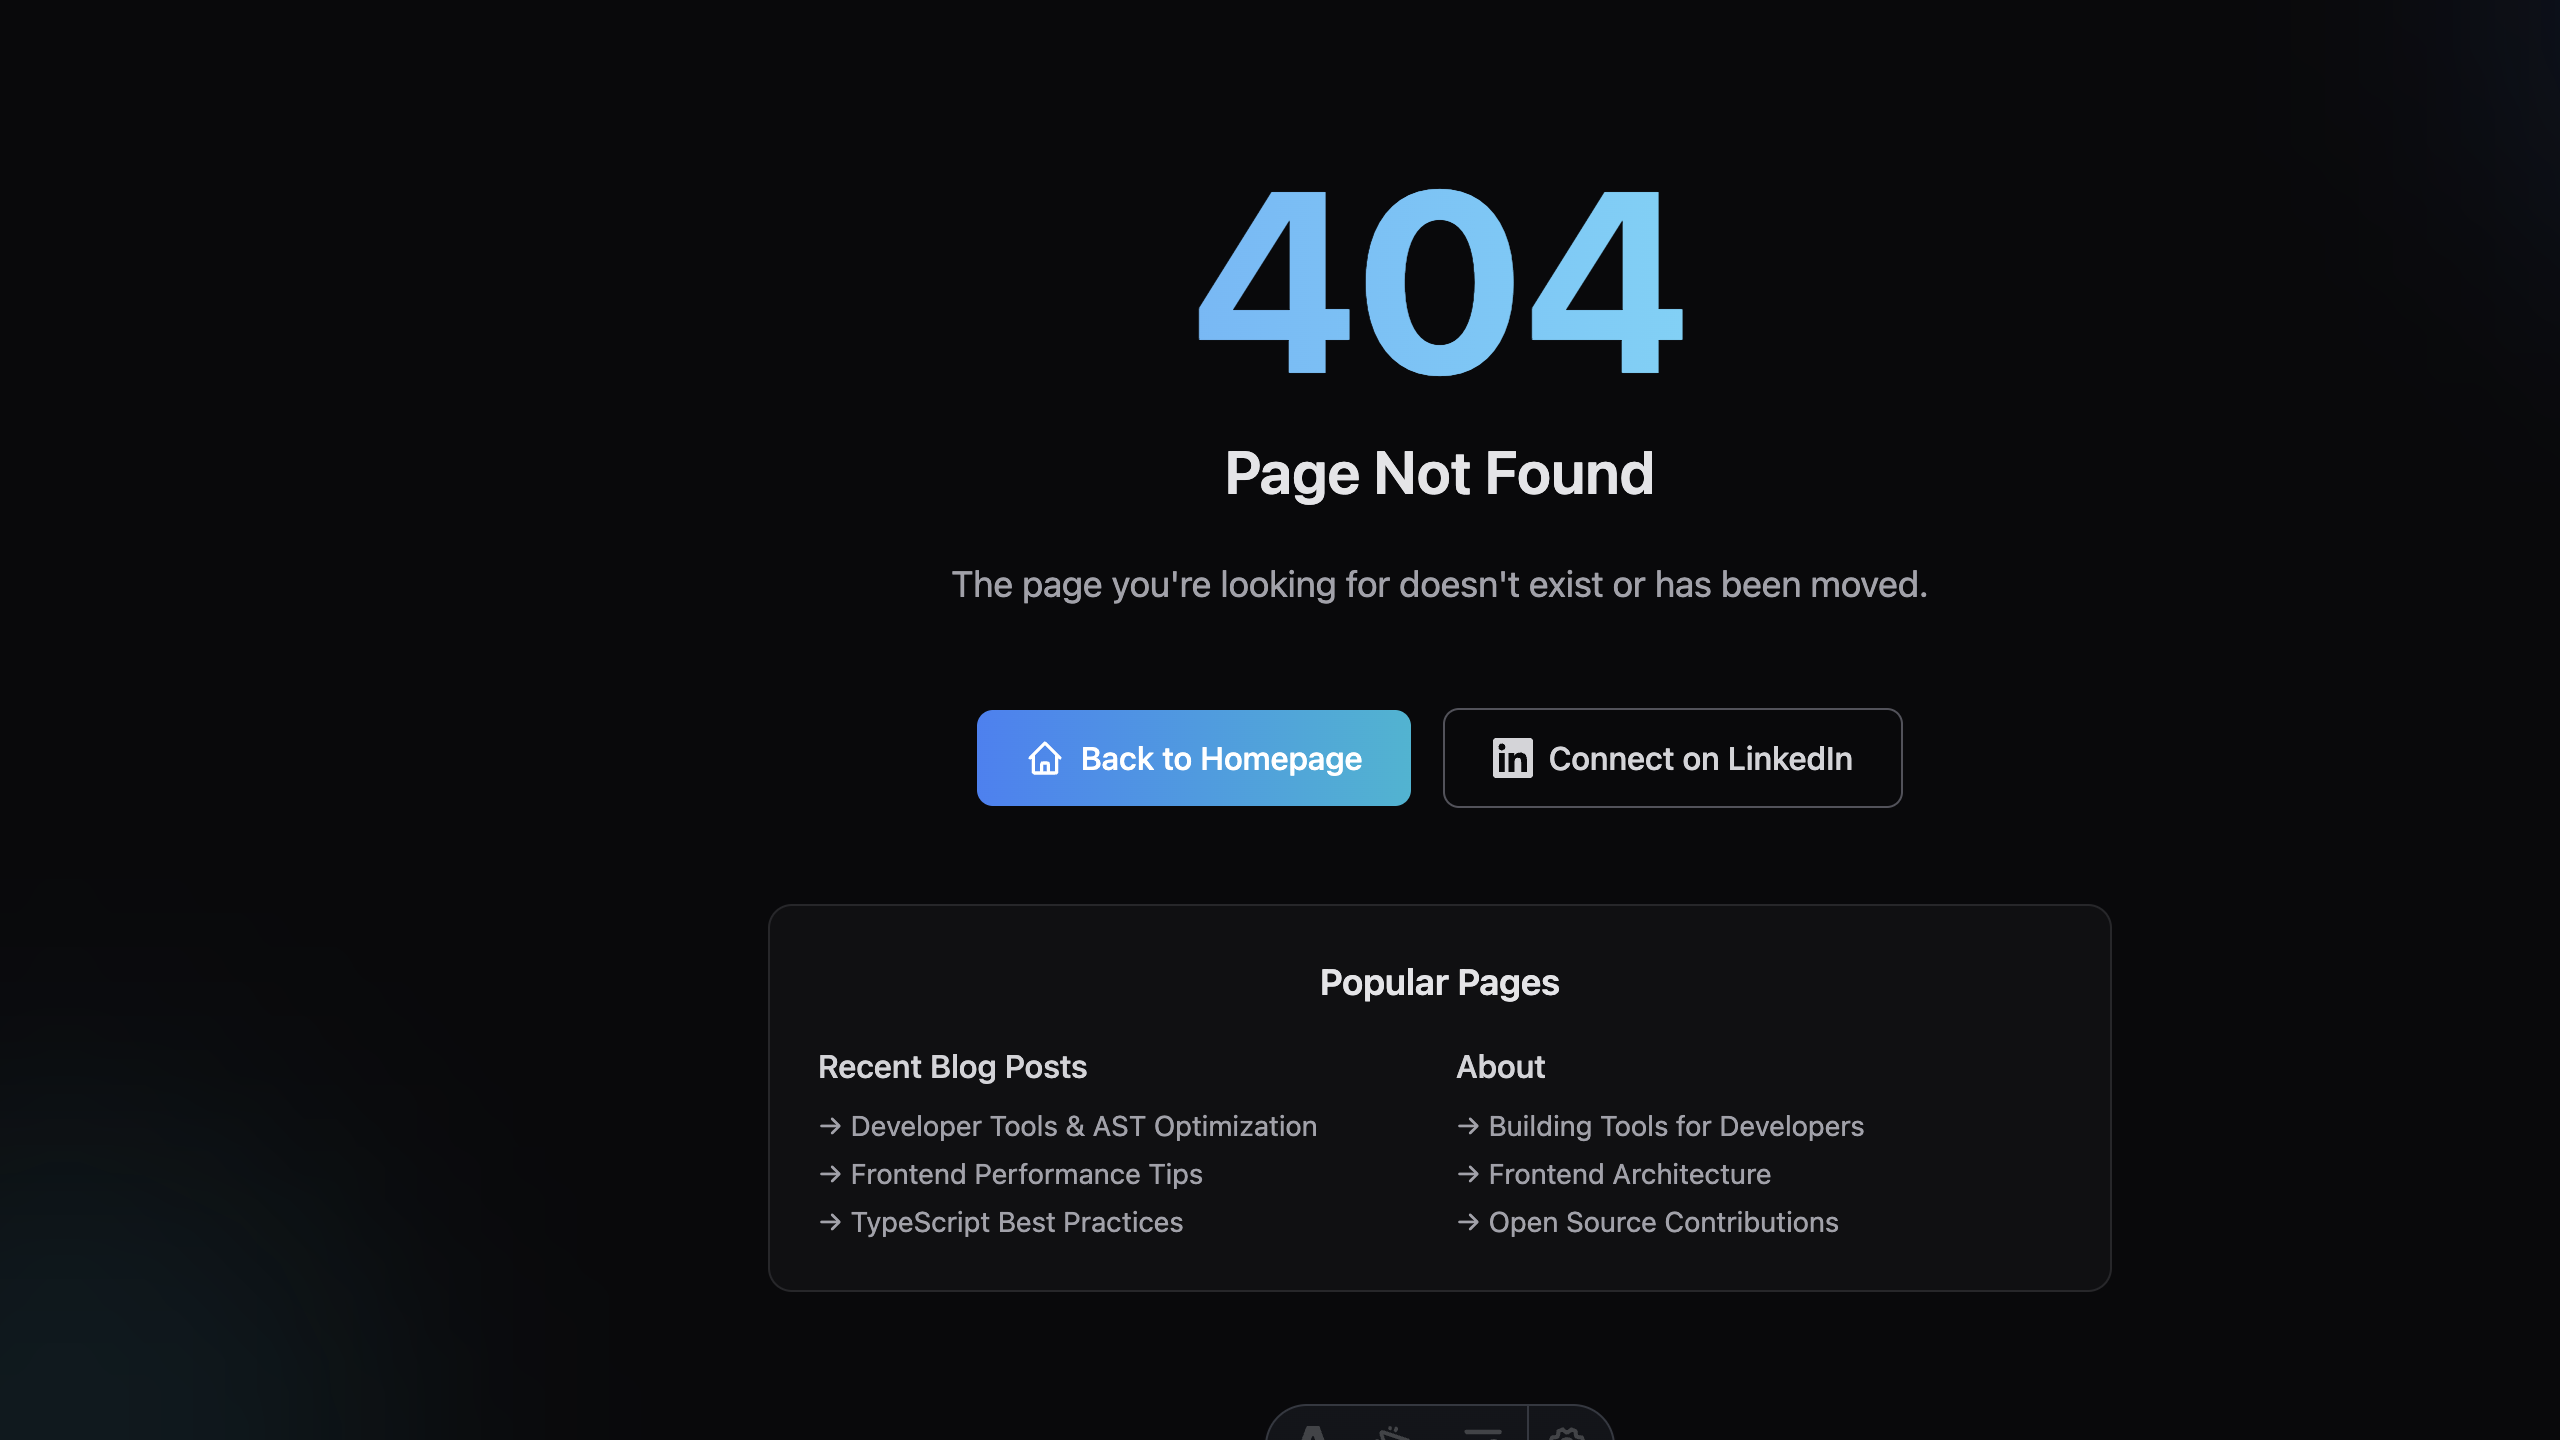 404
Page Not Found
The page you're looking for doesn't exist or has been moved.
Back to Homepage
Connect on LinkedIn
Popular Pages
Recent Blog Posts
→ Developer Tools & AST Optimization
→ Frontend Performance Tips
→ TypeScript Best Practices
About
→ Building Tools for Developers
→ Frontend Architecture
→ Open Source Contributions